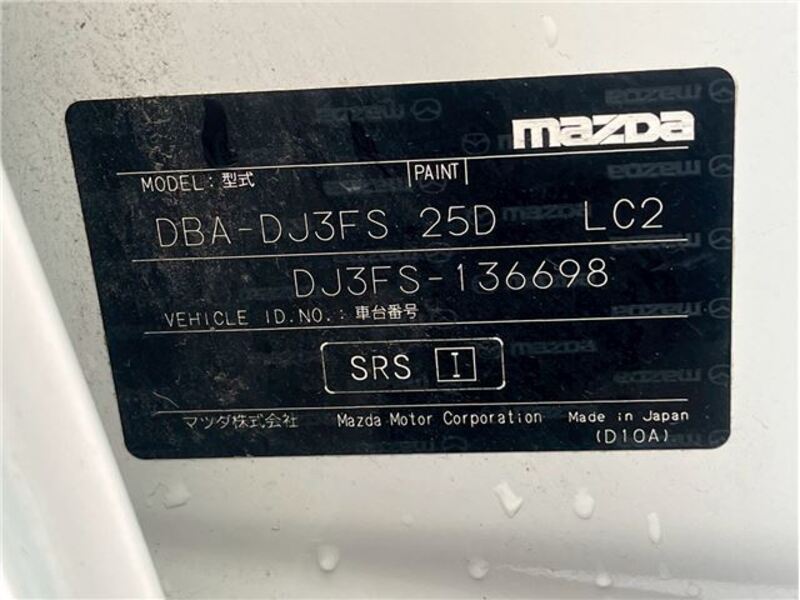 mazda
MODEL : 型式 PAINT
DBA-DJ3FS 25D LC2
DJ3FS-136698
VEHICLE ID.NO. : 車台番号
SRS I
マツダ株式会社 Mazda Motor Corporation Made in Japan
(D10A)